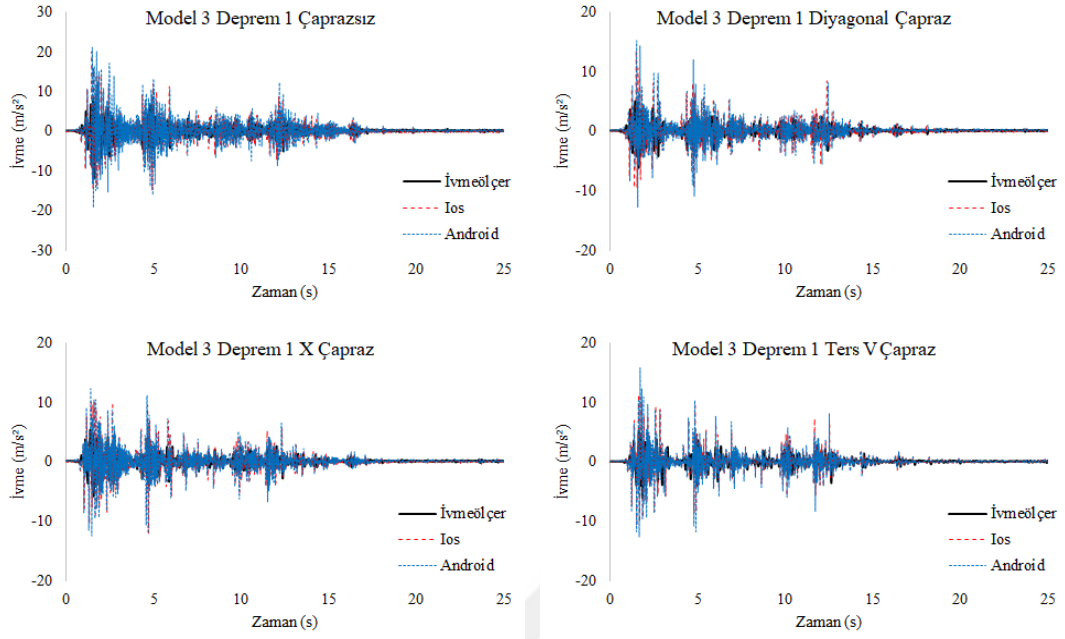 Model 3 Deprem 1 Çaprazsız
30
20
10
0
-10
-20
-30
İvme (m/s²)
0 5 10 15 20 25
Zaman (s)
İvmeölçer
Ios
Android
Model 3 Deprem 1 Diyagonal Çapraz
20
10
0
-10
-20
İvme (m/s²)
0 5 10 15 20 25
Zaman (s)
İvmeölçer
Ios
Android
Model 3 Deprem 1 X Çapraz
20
10
0
-10
-20
İvme (m/s²)
0 5 10 15 20 25
Zaman (s)
İvmeölçer
Ios
Android
Model 3 Deprem 1 Ters V Çapraz
20
10
0
-10
-20
İvme (m/s²)
0 5 10 15 20 25
Zaman (s)
İvmeölçer
Ios
Android